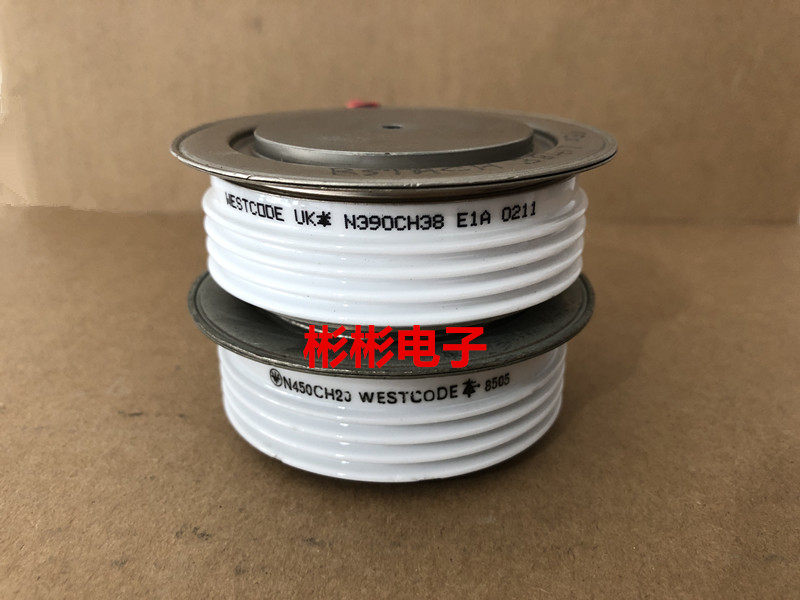 WESTCODE UK N390CH38 E1A 0211
彬彬电子
N450CH20 WESTCODE 8505